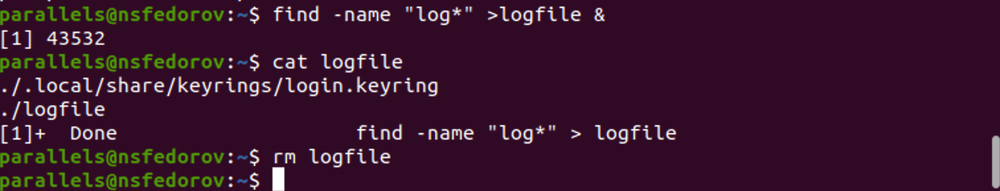 parallels@nsfedorov:~$ find -name "log*" >logfile &
[1] 43532
parallels@nsfedorov:~$ cat logfile
./.local/share/keyrings/login.keyring
./logfile
[1]+  Done                    find -name "log*" > logfile
parallels@nsfedorov:~$ rm logfile
parallels@nsfedorov:~$